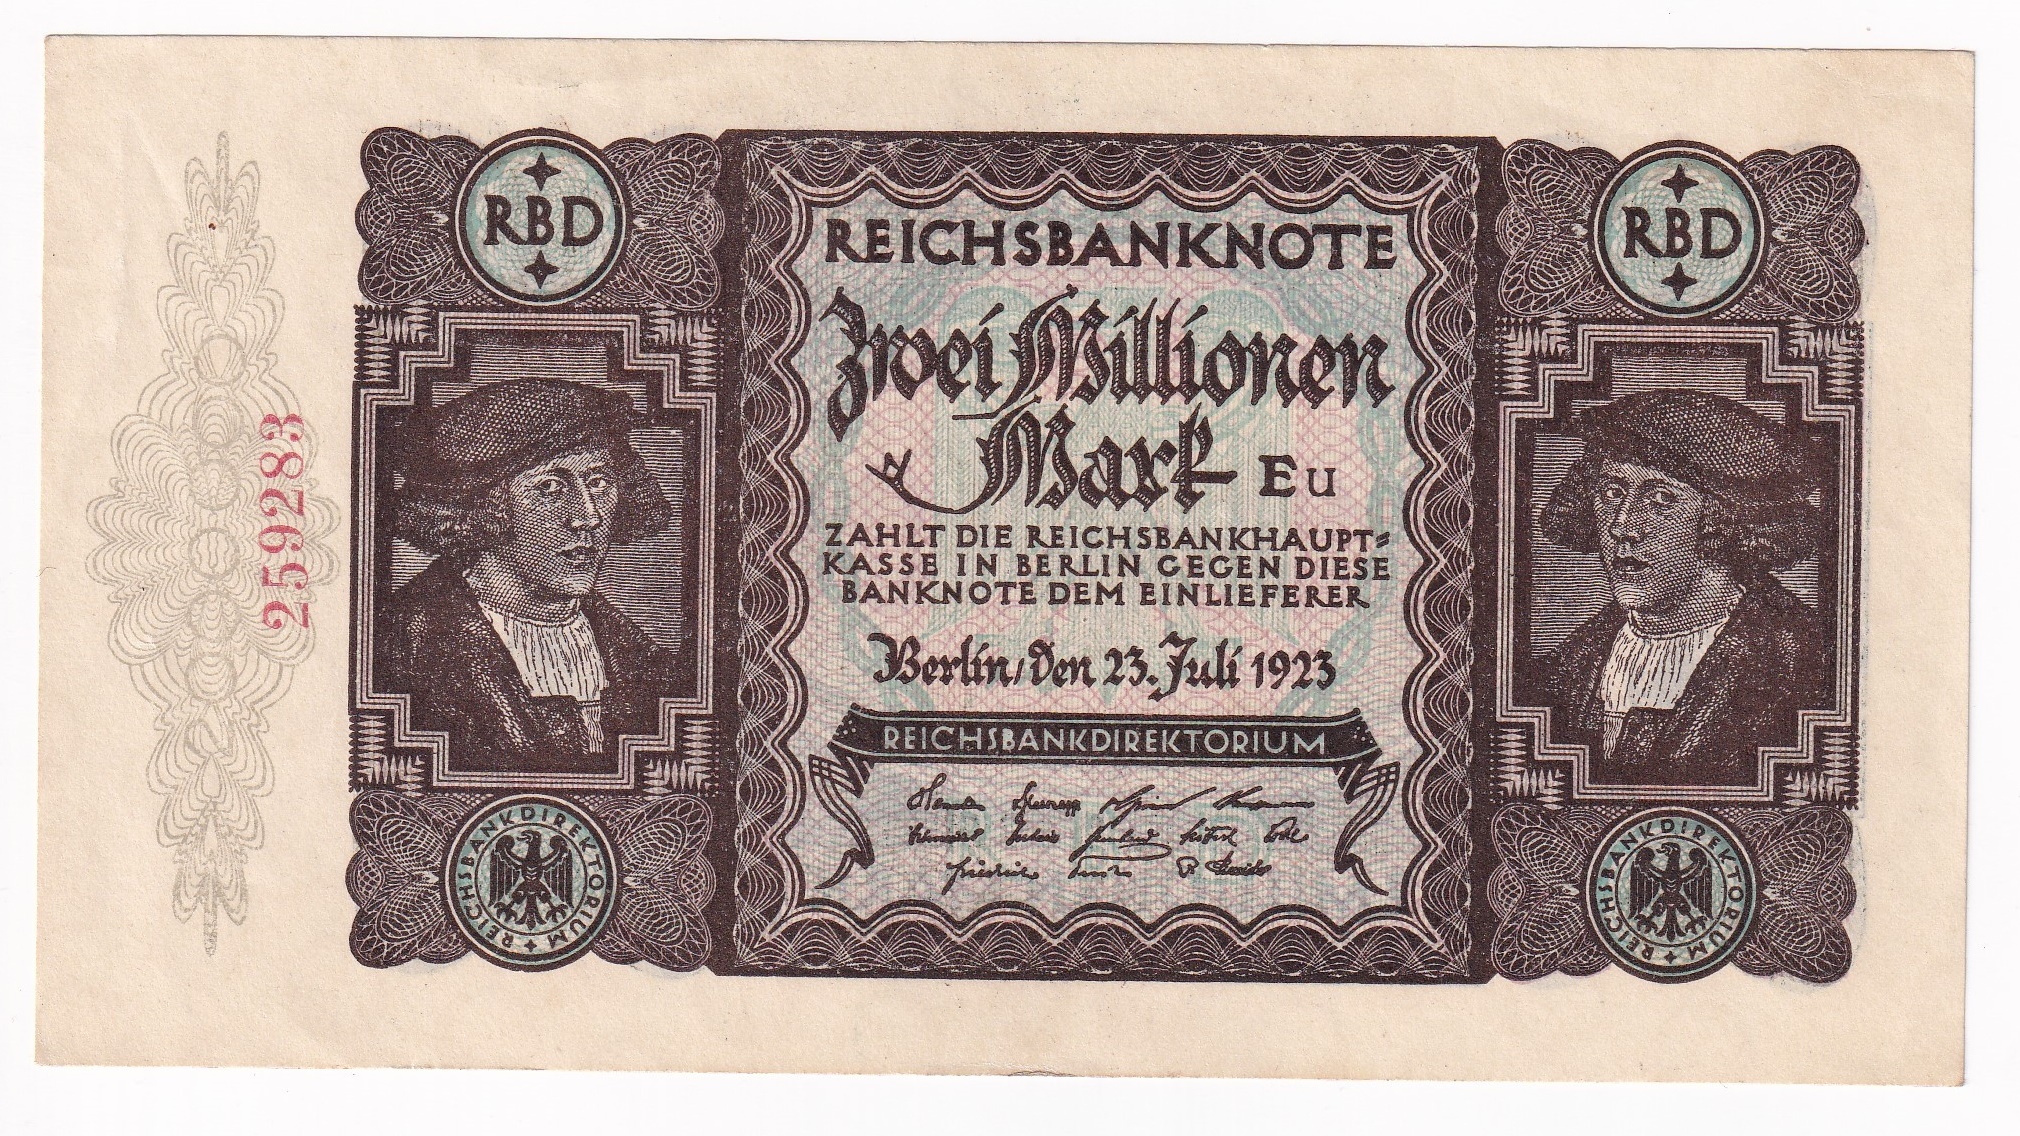 RBD
RBD
REICHSBANKNOTE
Zwei Millionen
Mark Eu
ZAHLT DIE REICHSBANKHAUPT=
KASSE IN BERLIN GEGEN DIESE
BANKNOTE DEM EINLIEFERER
Berlin, den 23. Juli 1923
REICHSBANKDIREKTORIUM
259283
REICHSBANKDIREKTORIUM
REICHSBANKDIREKTORIUM